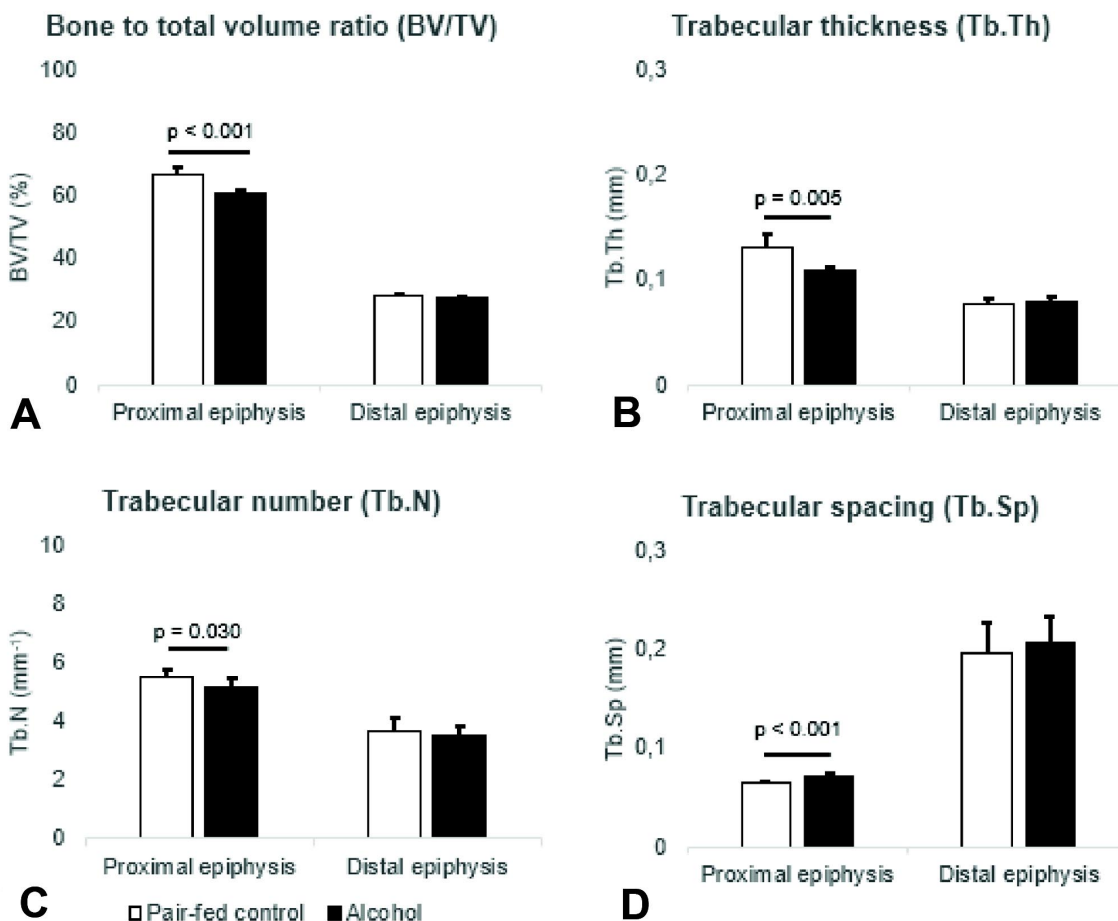 Bone to total volume ratio (BV/TV)
100
80
60
40
20
0
BV/TV (%)
p < 0.001
Proximal epiphysis
Distal epiphysis
A
Trabecular thickness (Tb.Th)
0,3
0,2
0,1
0
Tb.Th (mm)
p = 0.005
Proximal epiphysis
Distal epiphysis
B
Trabecular number (Tb.N)
10
8
6
4
2
0
Tb.N (mm⁻¹)
p = 0.030
Proximal epiphysis
Distal epiphysis
C
Pair-fed control
Alcohol
Trabecular spacing (Tb.Sp)
0,3
0,2
0,1
0
Tb.Sp (mm)
p < 0.001
Proximal epiphysis
Distal epiphysis
D